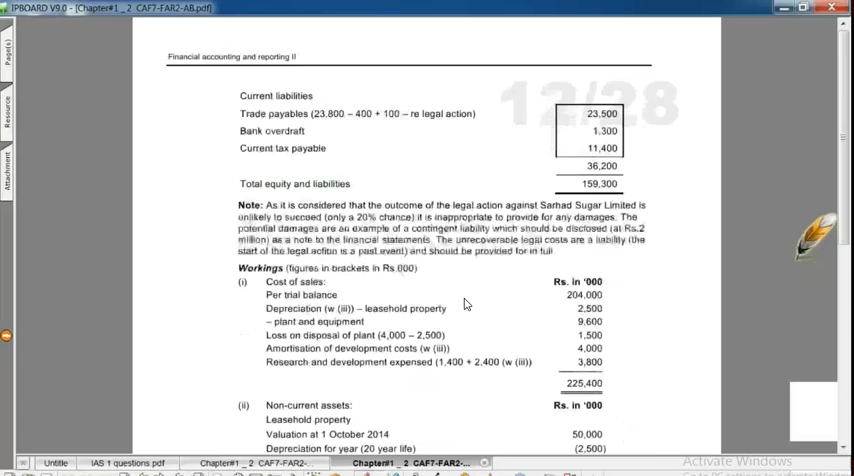 IPBOARD V9.0 - [Chapter#1 _ 2 CAF7-FAR2-AB.pdf]
Page(s)
Resource
Attachment
Financial accounting and reporting II
12/28
Current liabilities
Trade payables (23,800 – 400 + 100 – re legal action) 23,500
Bank overdraft 1,300
Current tax payable 11,400
36,200
Total equity and liabilities 159,300
Note: As it is considered that the outcome of the legal action against Sarhad Sugar Limited is
unlikely to succeed (only a 20% chance) it is inappropriate to provide for any damages. The
potential damages are an example of a contingent liability which should be disclosed (at Rs.2
million) as a note to the financial statements. The unrecoverable legal costs are a liability (the
start of the legal action is a past event) and should be provided for in full.
Workings (figures in brackets in Rs.000)
(i) Cost of sales: Rs. in ‘000
Per trial balance 204,000
Depreciation (w (iii)) – leasehold property 2,500
– plant and equipment 9,600
Loss on disposal of plant (4,000 – 2,500) 1,500
Amortisation of development costs (w (iii)) 4,000
Research and development expensed (1,400 + 2,400 (w (iii)) 3,800
225,400
(ii) Non-current assets: Rs. in ‘000
Leasehold property
Valuation at 1 October 2014 50,000
Depreciation for year (20 year life) (2,500)
Activate Windows
Untitle IAS 1 questions.pdf Chapter#1 _ 2 CAF7-FAR2-... Chapter#1 _ 2 CAF7-FAR2-...